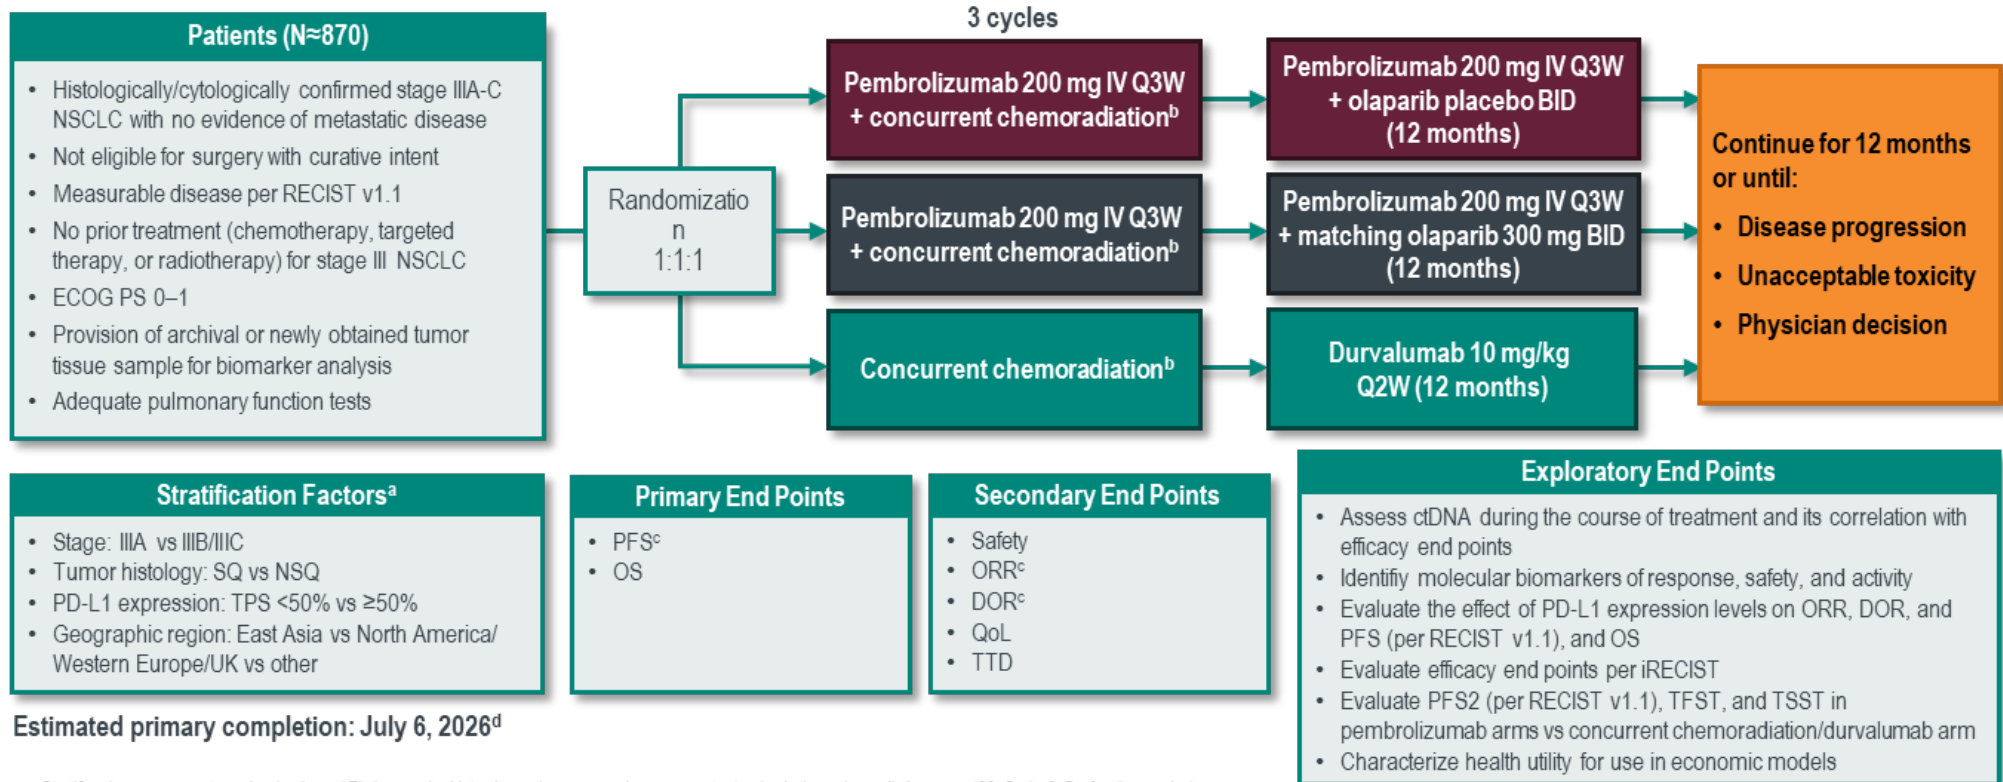 Patients (N≈870)
• Histologically/cytologically confirmed stage IIIA-C
NSCLC with no evidence of metastatic disease
• Not eligible for surgery with curative intent
• Measurable disease per RECIST v1.1
• No prior treatment (chemotherapy, targeted
therapy, or radiotherapy) for stage III NSCLC
• ECOG PS 0–1
• Provision of archival or newly obtained tumor
tissue sample for biomarker analysis
• Adequate pulmonary function tests
Randomizatio
n
1:1:1
3 cycles
Pembrolizumab 200 mg IV Q3W
+ concurrent chemoradiationᵇ
Pembrolizumab 200 mg IV Q3W
+ olaparib placebo BID
(12 months)
Pembrolizumab 200 mg IV Q3W
+ concurrent chemoradiationᵇ
Pembrolizumab 200 mg IV Q3W
+ matching olaparib 300 mg BID
(12 months)
Concurrent chemoradiationᵇ
Durvalumab 10 mg/kg
Q2W (12 months)
Continue for 12 months
or until:
• Disease progression
• Unacceptable toxicity
• Physician decision
Stratification Factorsᵃ
• Stage: IIIA vs IIIB/IIIC
• Tumor histology: SQ vs NSQ
• PD-L1 expression: TPS <50% vs ≥50%
• Geographic region: East Asia vs North America/
Western Europe/UK vs other
Primary End Points
• PFSᶜ
• OS
Secondary End Points
• Safety
• ORRᶜ
• DORᶜ
• QoL
• TTD
Exploratory End Points
• Assess ctDNA during the course of treatment and its correlation with
efficacy end points
• Identifiy molecular biomarkers of response, safety, and activity
• Evaluate the effect of PD-L1 expression levels on ORR, DOR, and
PFS (per RECIST v1.1), and OS
• Evaluate efficacy end points per iRECIST
• Evaluate PFS2 (per RECIST v1.1), TFST, and TSST in
pembrolizumab arms vs concurrent chemoradiation/durvalumab arm
• Characterize health utility for use in economic models
Estimated primary completion: July 6, 2026ᵈ